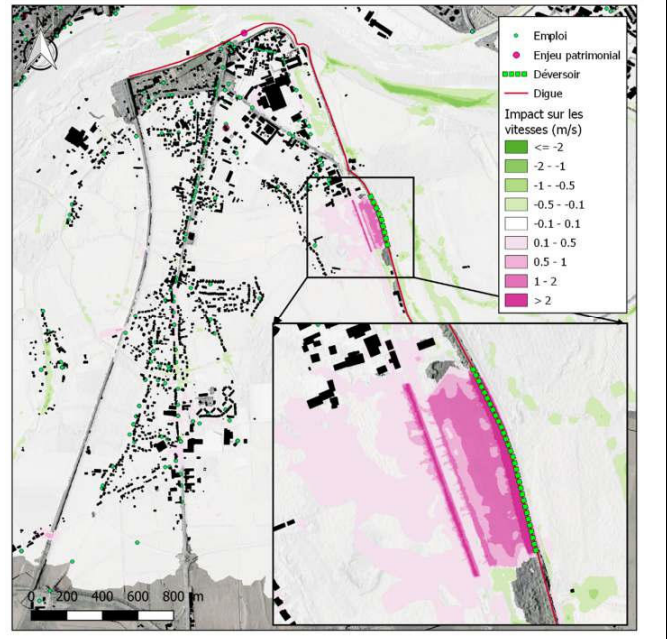 Emploi
Enjeu patrimonial
Déversoir
Digue
Impact sur les
vitesses (m/s)
<= -2
-2 - -1
-1 - -0.5
-0.5 - -0.1
-0.1 - 0.1
0.1 - 0.5
0.5 - 1
1 - 2
> 2
0 200 400 600 800 m